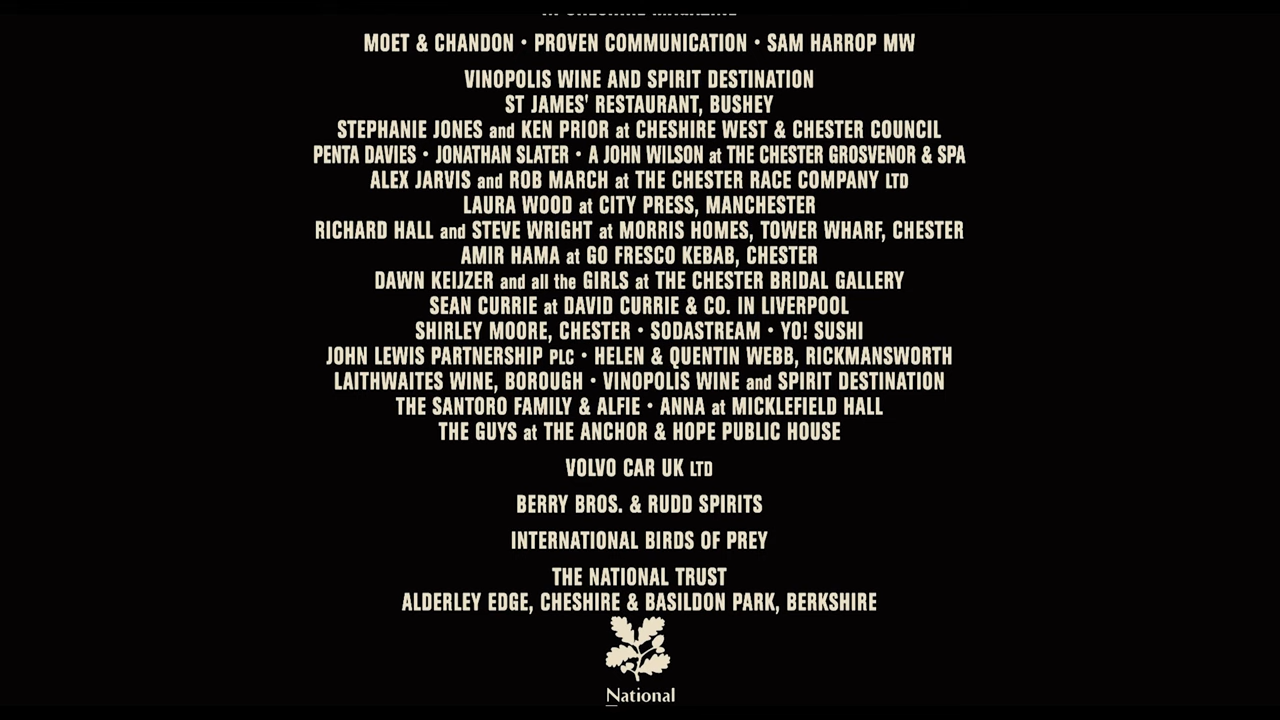 MOET & CHANDON • PROVEN COMMUNICATION • SAM HARROP MW
VINOPOLIS WINE AND SPIRIT DESTINATION
ST JAMES' RESTAURANT, BUSHEY
STEPHANIE JONES and KEN PRIOR at CHESHIRE WEST & CHESTER COUNCIL
PENTA DAVIES • JONATHAN SLATER • A JOHN WILSON at THE CHESTER GROSVENOR & SPA
ALEX JARVIS and ROB MARCH at THE CHESTER RACE COMPANY LTD
LAURA WOOD at CITY PRESS, MANCHESTER
RICHARD HALL and STEVE WRIGHT at MORRIS HOMES, TOWER WHARF, CHESTER
AMIR HAMA at GO FRESCO KEBAB, CHESTER
DAWN KEIJZER and all the GIRLS at THE CHESTER BRIDAL GALLERY
SEAN CURRIE at DAVID CURRIE & CO. IN LIVERPOOL
SHIRLEY MOORE, CHESTER • SODASTREAM • YO! SUSHI
JOHN LEWIS PARTNERSHIP PLC • HELEN & QUENTIN WEBB, RICKMANSWORTH
LAITHWAITES WINE, BOROUGH • VINOPOLIS WINE and SPIRIT DESTINATION
THE SANTORO FAMILY & ALFIE • ANNA at MICKLEFIELD HALL
THE GUYS at THE ANCHOR & HOPE PUBLIC HOUSE
VOLVO CAR UK LTD
BERRY BROS. & RUDD SPIRITS
INTERNATIONAL BIRDS OF PREY
THE NATIONAL TRUST
ALDERLEY EDGE, CHESHIRE & BASILDON PARK, BERKSHIRE
National